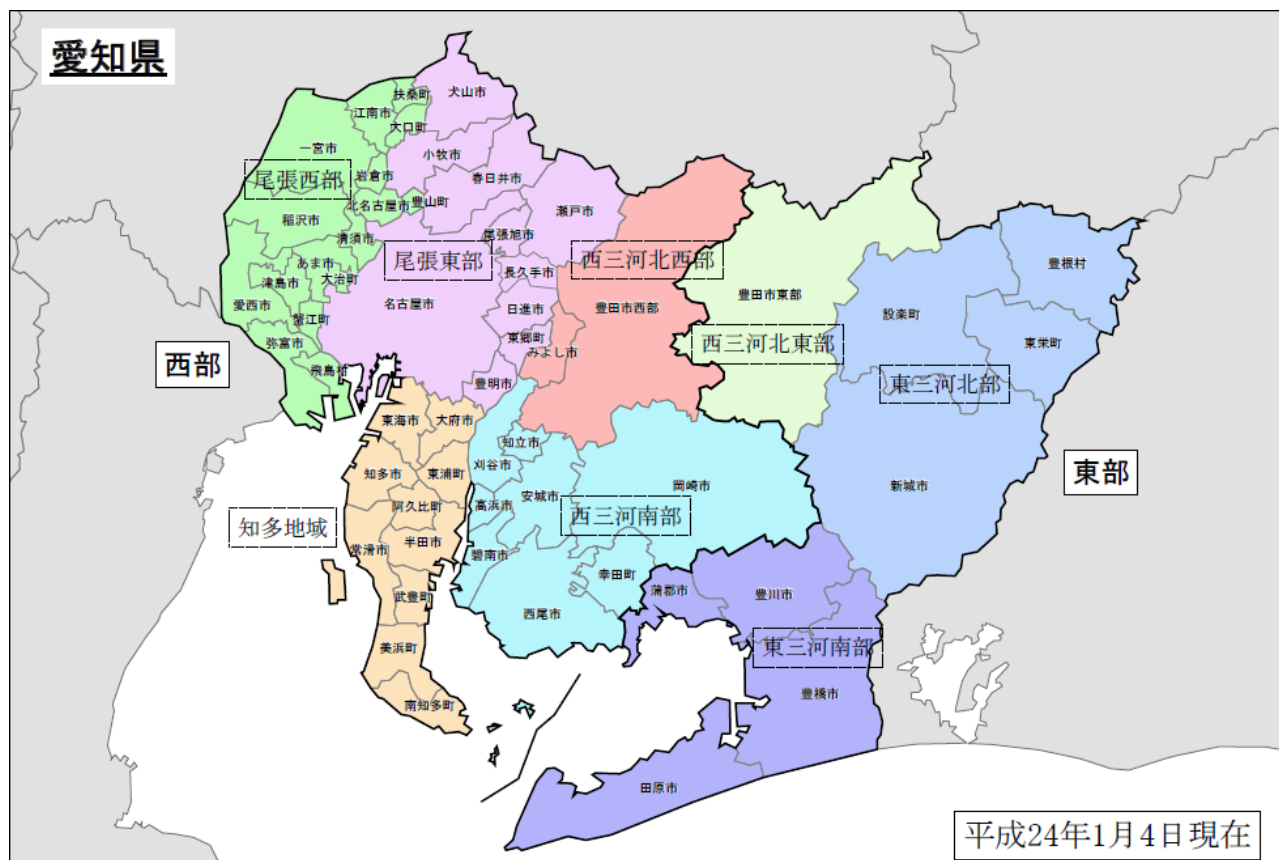 愛知県
犬山市
扶桑町
江南市
大口町
一宮市
小牧市
岩倉市
尾張西部
春日井市
北名古屋市
豊山町
瀬戸市
稲沢市
清須市
尾張旭市
あま市
尾張東部
西三河北西部
豊根村
長久手市
豊田市東部
津島市
大治町
愛西市
名古屋市
日進市
豊田市西部
設楽町
蟹江町
弥富市
東郷町
みよし市
西三河北東部
東栄町
西部
飛島村
豊明市
東三河北部
東海市
大府市
知立市
知多市
東浦町
刈谷市
東部
岡崎市
新城市
安城市
高浜市
阿久比町
西三河南部
知多地域
半田市
常滑市
碧南市
幸田町
蒲郡市
豊川市
武豊町
西尾市
美浜町
東三河南部
豊橋市
南知多町
田原市
平成24年1月4日現在